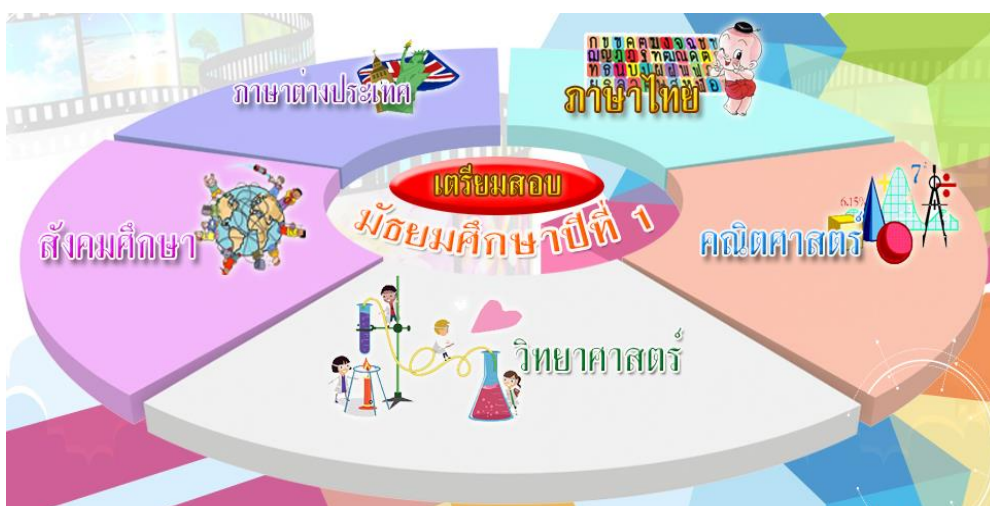 ภาษาต่างประเทศ
ภาษาไทย
เตรียมสอบ
มัธยมศึกษาปีที่ 1
สังคมศึกษา
คณิตศาสตร์
วิทยาศาสตร์